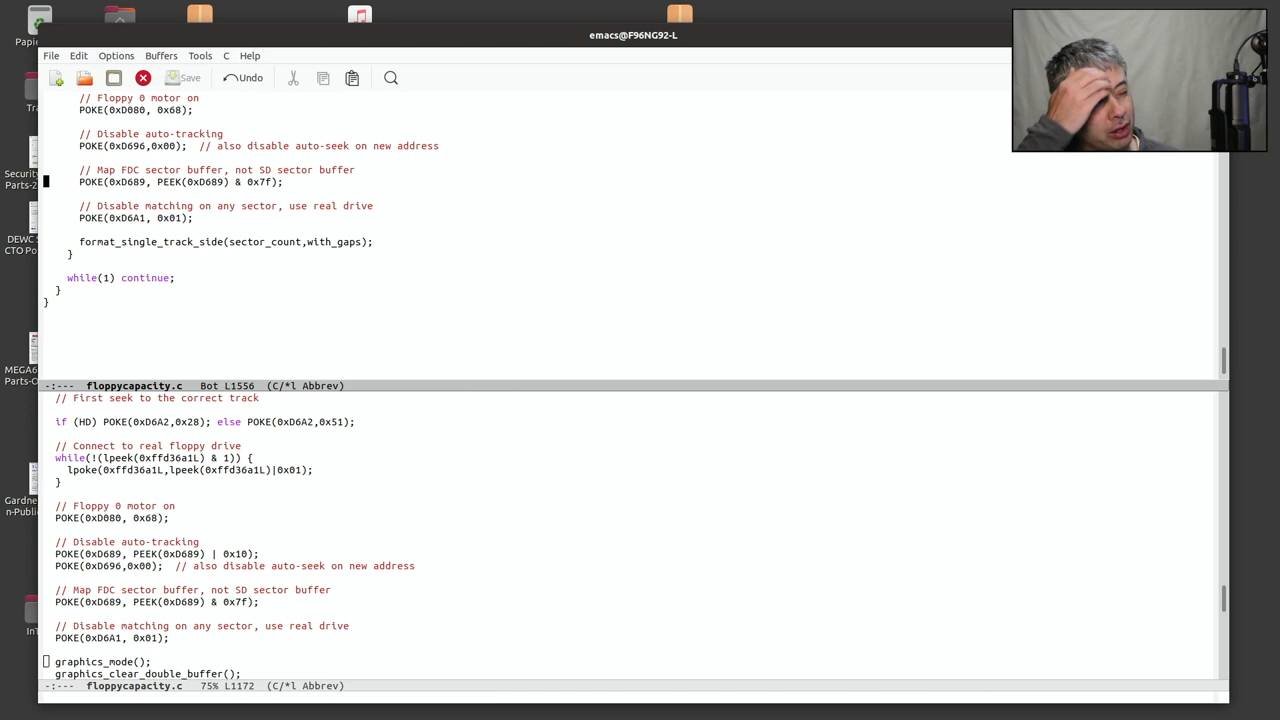 Papie
emacs@F96NG92-L
File Edit Options Buffers Tools C Help
Save Undo
Tra
Security
Parts-2
DEWC S
CTO Po
MEGA6
Parts-O
Gardne
n-Public
InT
// Floppy 0 motor on
POKE(0xD080, 0x68);
// Disable auto-tracking
POKE(0xD696,0x00);  // also disable auto-seek on new address
// Map FDC sector buffer, not SD sector buffer
POKE(0xD689, PEEK(0xD689) & 0x7f);
// Disable matching on any sector, use real drive
POKE(0xD6A1, 0x01);
format_single_track_side(sector_count,with_gaps);
}
while(1) continue;
}
}
-:---  floppycapacity.c   Bot L1556  (C/*l Abbrev)
// First seek to the correct track
if (HD) POKE(0xD6A2,0x28); else POKE(0xD6A2,0x51);
// Connect to real floppy drive
while(!(lpeek(0xffd36a1L) & 1)) {
lpoke(0xffd36a1L,lpeek(0xffd36a1L)|0x01);
}
// Floppy 0 motor on
POKE(0xD080, 0x68);
// Disable auto-tracking
POKE(0xD689, PEEK(0xD689) | 0x10);
POKE(0xD696,0x00);  // also disable auto-seek on new address
// Map FDC sector buffer, not SD sector buffer
POKE(0xD689, PEEK(0xD689) & 0x7f);
// Disable matching on any sector, use real drive
POKE(0xD6A1, 0x01);
graphics_mode();
graphics_clear_double_buffer();
-:---  floppycapacity.c   75% L1172  (C/*l Abbrev)